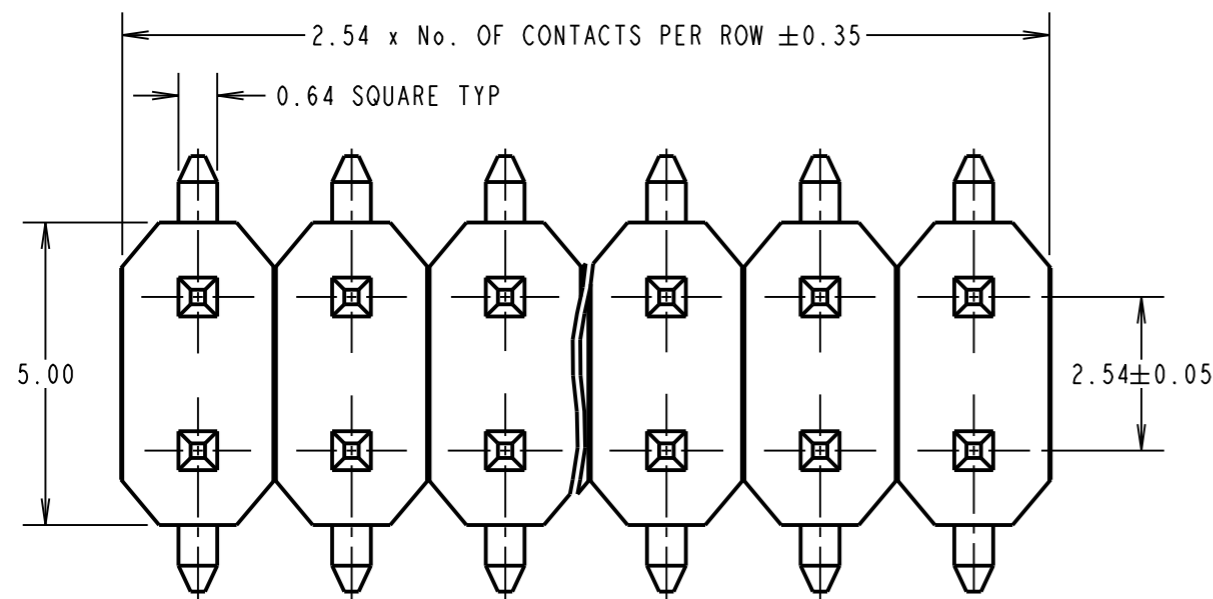 2.54 x No. OF CONTACTS PER ROW ±0.35
0.64 SQUARE TYP
5.00
2.54±0.05